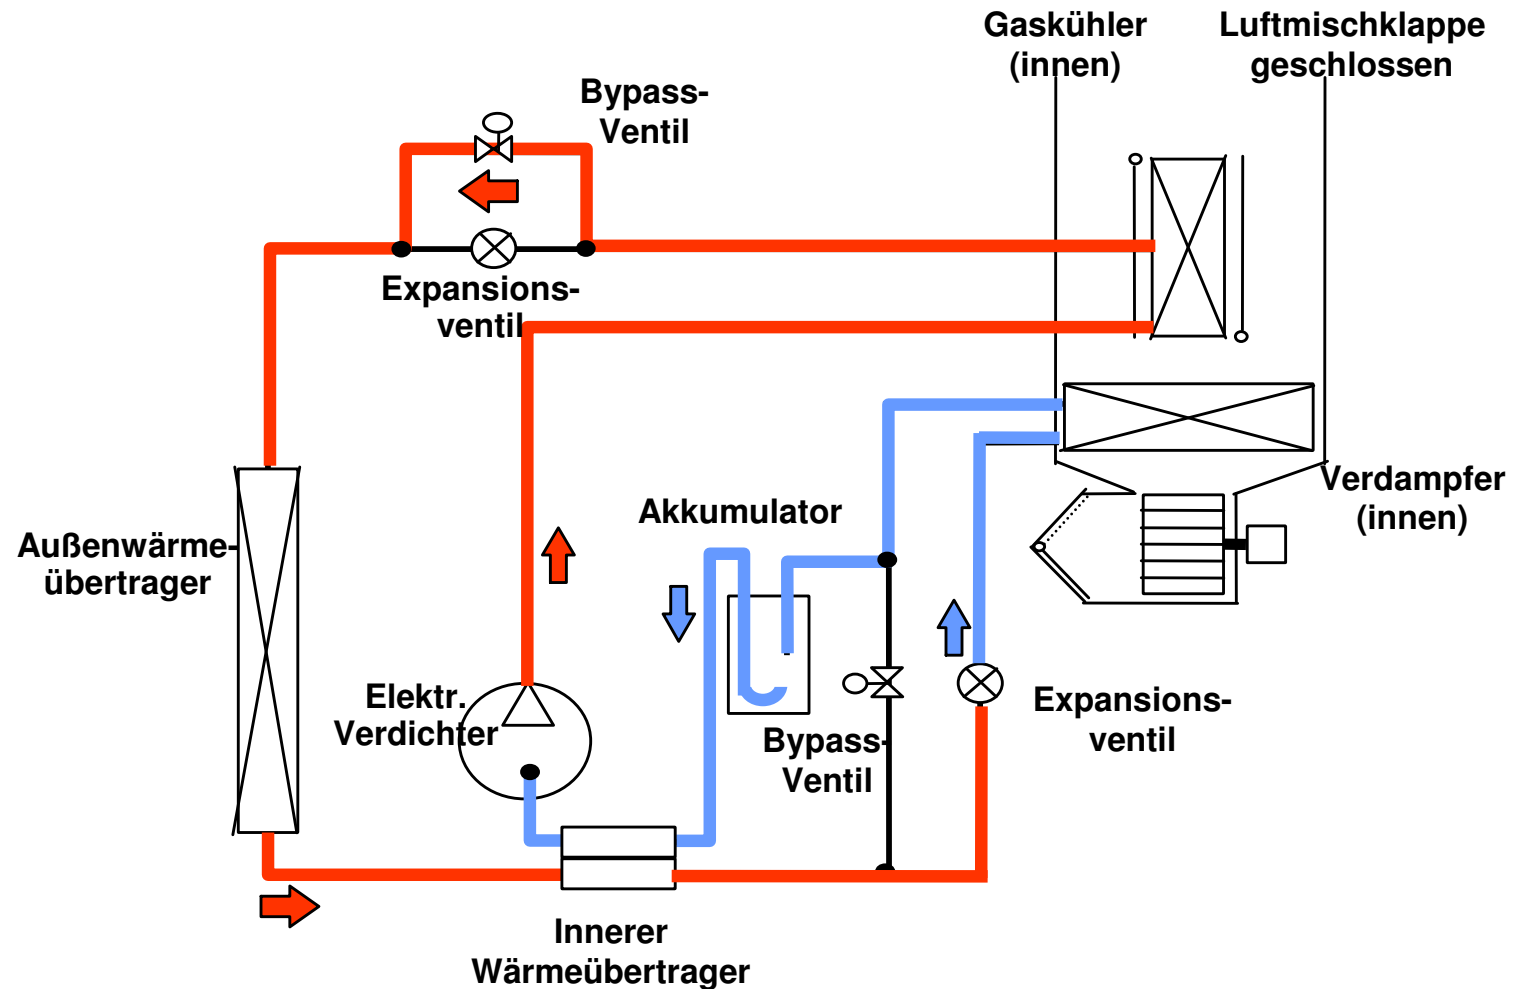 Gaskühler
(innen)
Luftmischklappe
geschlossen
Bypass-
Ventil
Expansions-
ventil
Außenwärme-
übertrager
Akkumulator
Verdampfer
(innen)
Elektr.
Verdichter
Bypass-
Ventil
Expansions-
ventil
Innerer
Wärmeübertrager